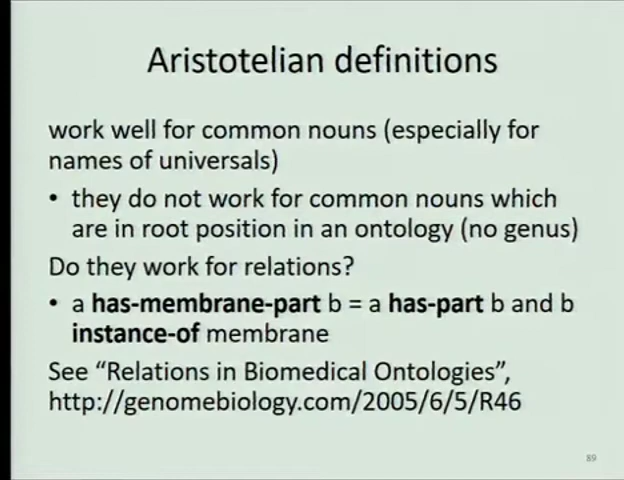 Aristotelian definitions
work well for common nouns (especially for
names of universals)
• they do not work for common nouns which
are in root position in an ontology (no genus)
Do they work for relations?
• a has-membrane-part b = a has-part b and b
instance-of membrane
See “Relations in Biomedical Ontologies”,
http://genomebiology.com/2005/6/5/R46
89